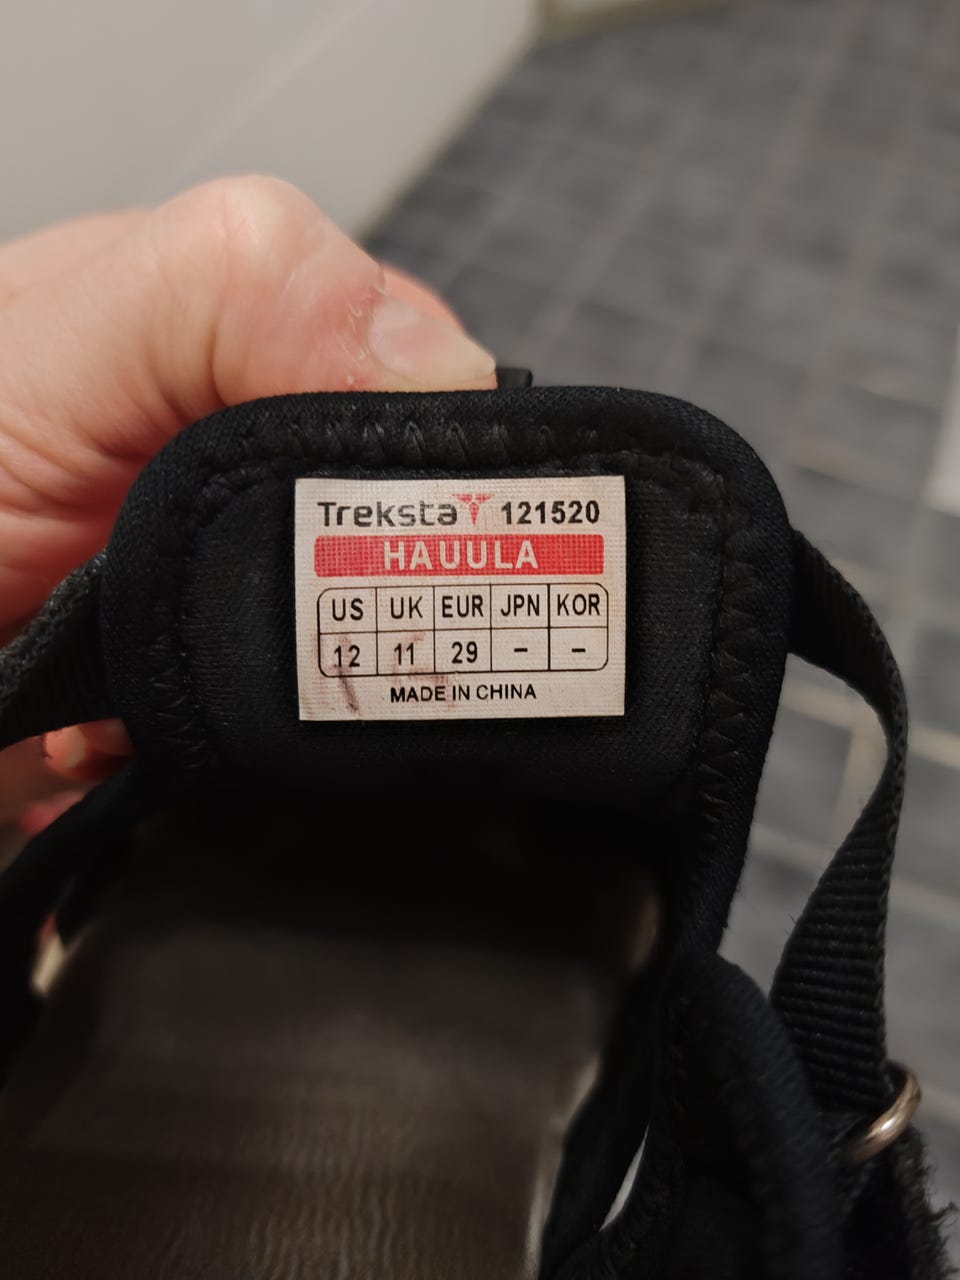 Treksta 121520
HAUULA
US UK EUR JPN KOR
12 11 29 – –
MADE IN CHINA